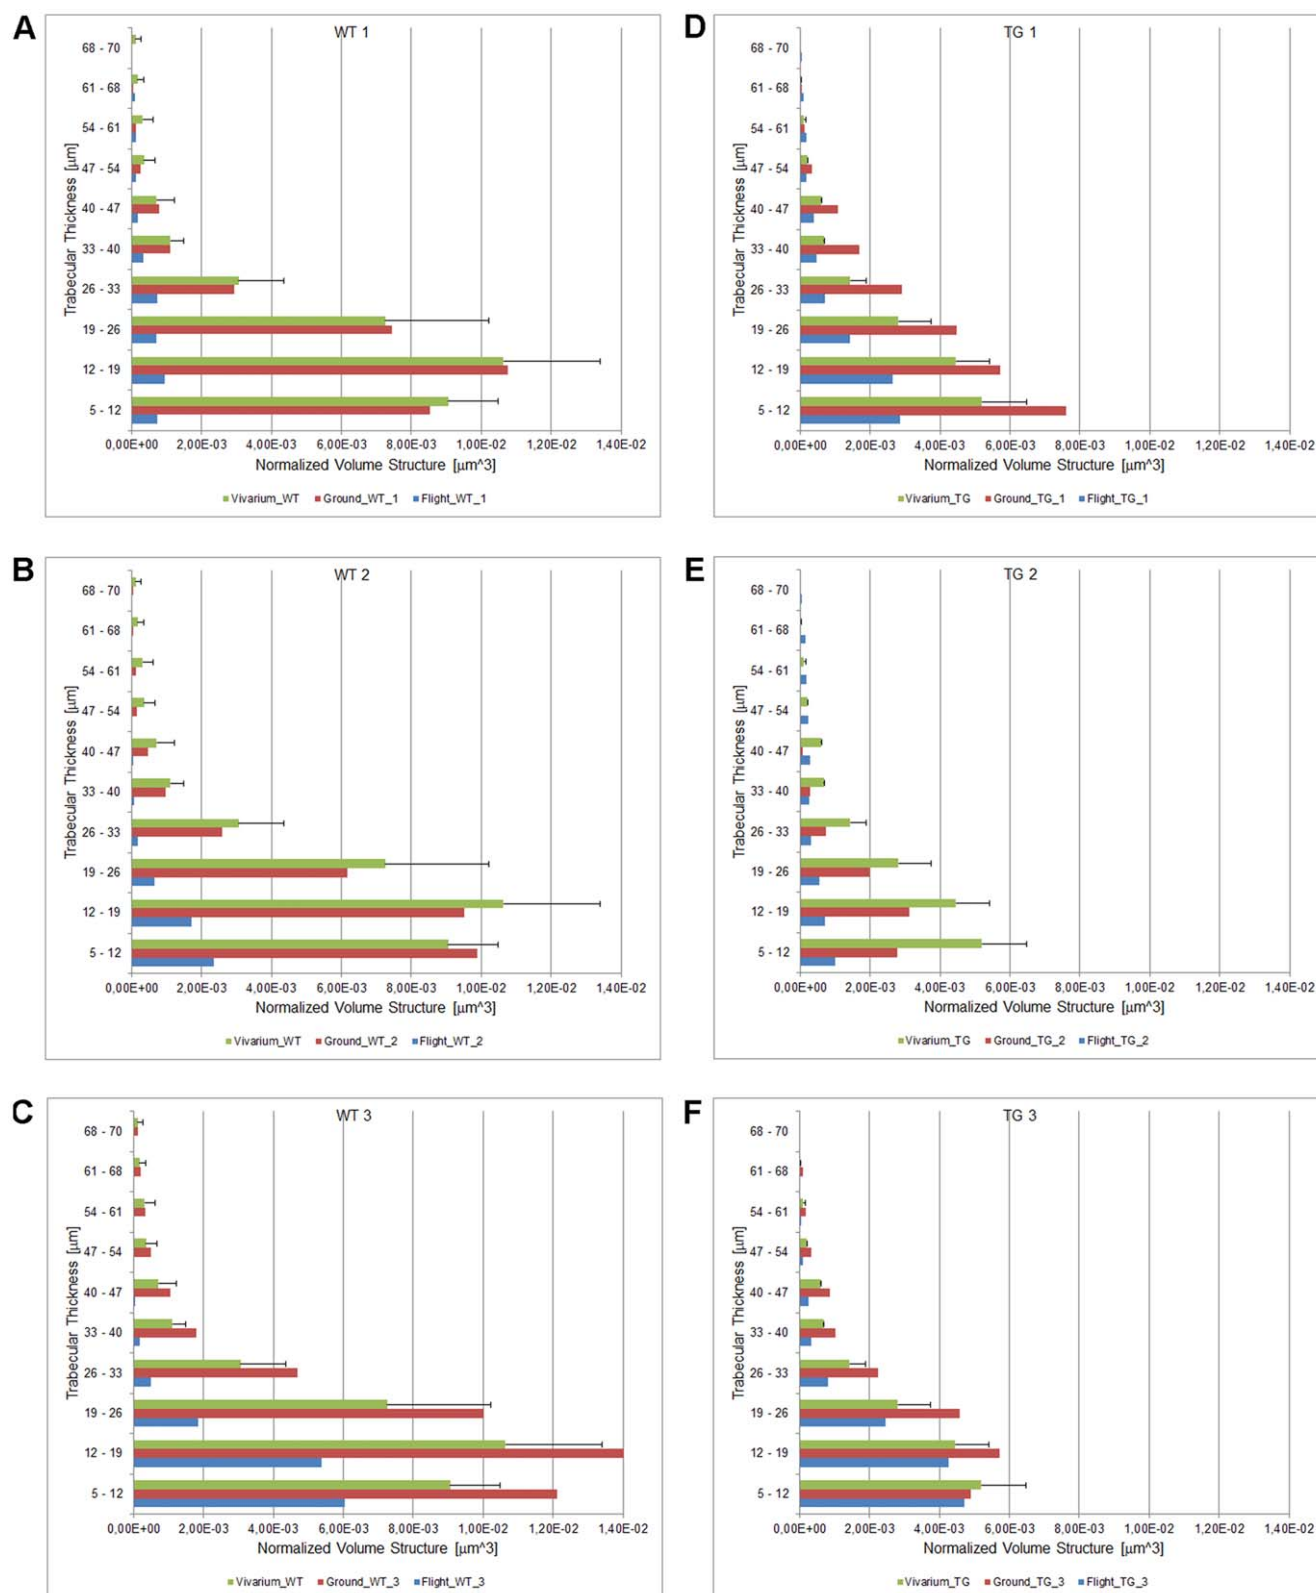 A
WT 1
Trabecular Thickness [µm]
68 - 70
61 - 68
54 - 61
47 - 54
40 - 47
33 - 40
26 - 33
19 - 26
12 - 19
5 - 12
0,00E+00 2,00E-03 4,00E-03 6,00E-03 8,00E-03 1,00E-02 1,20E-02 1,40E-02
Normalized Volume Structure [µm^3]
Vivarium_WT Ground_WT_1 Flight_WT_1
B
WT 2
Trabecular Thickness [µm]
68 - 70
61 - 68
54 - 61
47 - 54
40 - 47
33 - 40
26 - 33
19 - 26
12 - 19
5 - 12
0,00E+00 2,00E-03 4,00E-03 6,00E-03 8,00E-03 1,00E-02 1,20E-02 1,40E-02
Normalized Volume Structure [µm^3]
Vivarium_WT Ground_WT_2 Flight_WT_2
C
WT 3
Trabecular Thickness [µm]
68 - 70
61 - 68
54 - 61
47 - 54
40 - 47
33 - 40
26 - 33
19 - 26
12 - 19
5 - 12
0,00E+00 2,00E-03 4,00E-03 6,00E-03 8,00E-03 1,00E-02 1,20E-02 1,40E-02
Normalized Volume Structure [µm^3]
Vivarium_WT Ground_WT_3 Flight_WT_3
D
TG 1
Trabecular Thickness [µm]
68 - 70
61 - 68
54 - 61
47 - 54
40 - 47
33 - 40
26 - 33
19 - 26
12 - 19
5 - 12
0,00E+00 2,00E-03 4,00E-03 6,00E-03 8,00E-03 1,00E-02 1,20E-02 1,40E-02
Normalized Volume Structure [µm^3]
Vivarium_TG Ground_TG_1 Flight_TG_1
E
TG 2
Trabecular Thickness [µm]
68 - 70
61 - 68
54 - 61
47 - 54
40 - 47
33 - 40
26 - 33
19 - 26
12 - 19
5 - 12
0,00E+00 2,00E-03 4,00E-03 6,00E-03 8,00E-03 1,00E-02 1,20E-02 1,40E-02
Normalized Volume Structure [µm^3]
Vivarium_TG Ground_TG_2 Flight_TG_2
F
TG 3
Trabecular Thickness [µm]
68 - 70
61 - 68
54 - 61
47 - 54
40 - 47
33 - 40
26 - 33
19 - 26
12 - 19
5 - 12
0,00E+00 2,00E-03 4,00E-03 6,00E-03 8,00E-03 1,00E-02 1,20E-02 1,40E-02
Normalized Volume Structure [µm^3]
Vivarium_TG Ground_TG_3 Flight_TG_3